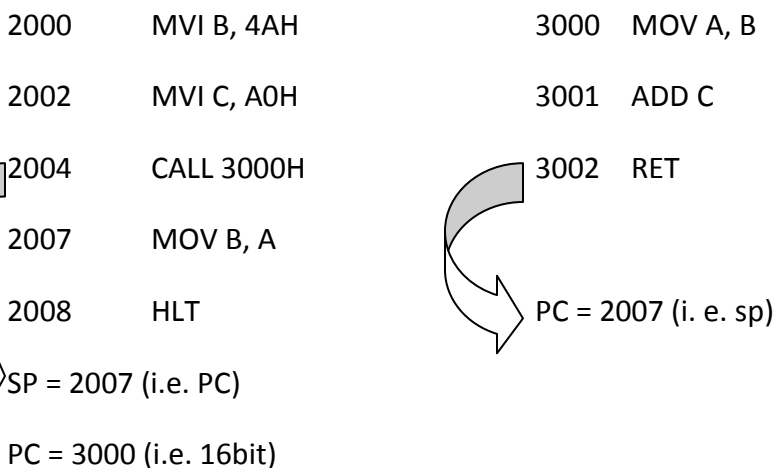 2000 MVI B, 4AH
2002 MVI C, A0H
2004 CALL 3000H
2007 MOV B, A
2008 HLT
SP = 2007 (i.e. PC)
PC = 3000 (i.e. 16bit)
3000 MOV A, B
3001 ADD C
3002 RET
PC = 2007 (i. e. sp)